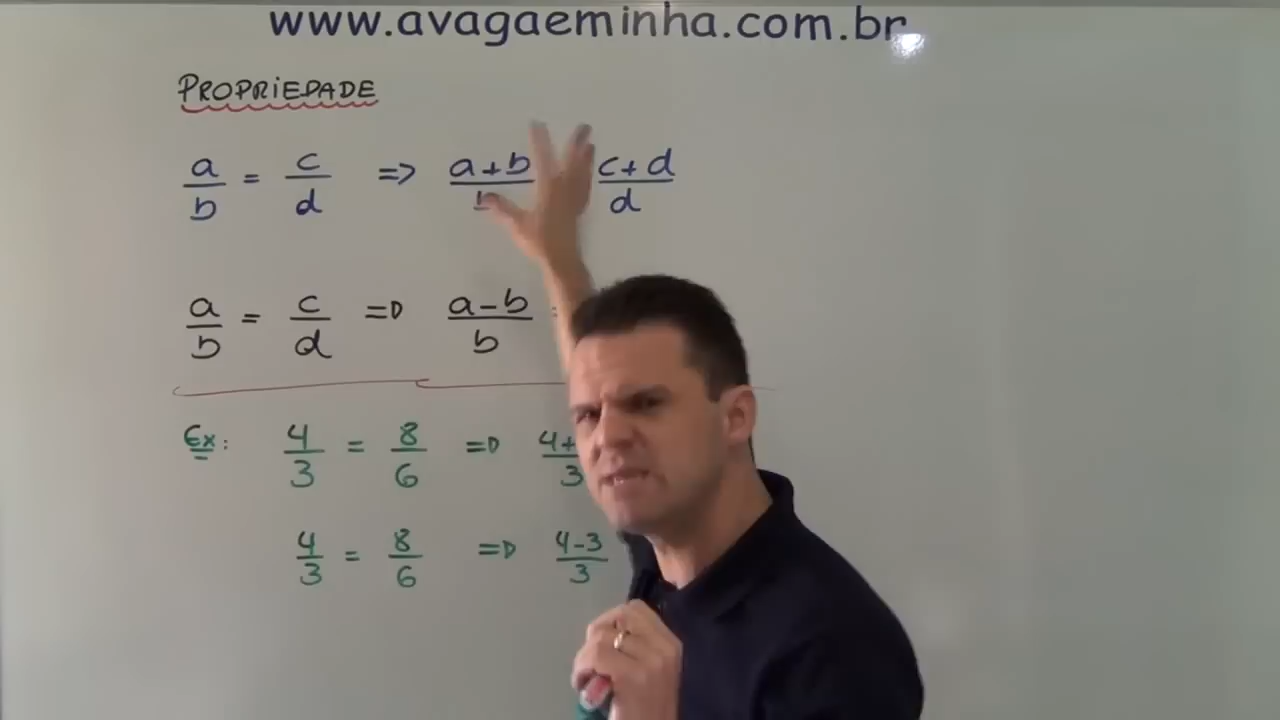 www.avagaeminha.com.br
PROPRIEDADE
a/b = c/d => a+b/b c+d/d
a/b = c/d => a-b/b
Ex: 4/3 = 8/6 => 4+/3
4/3 = 8/6 => 4-3/3